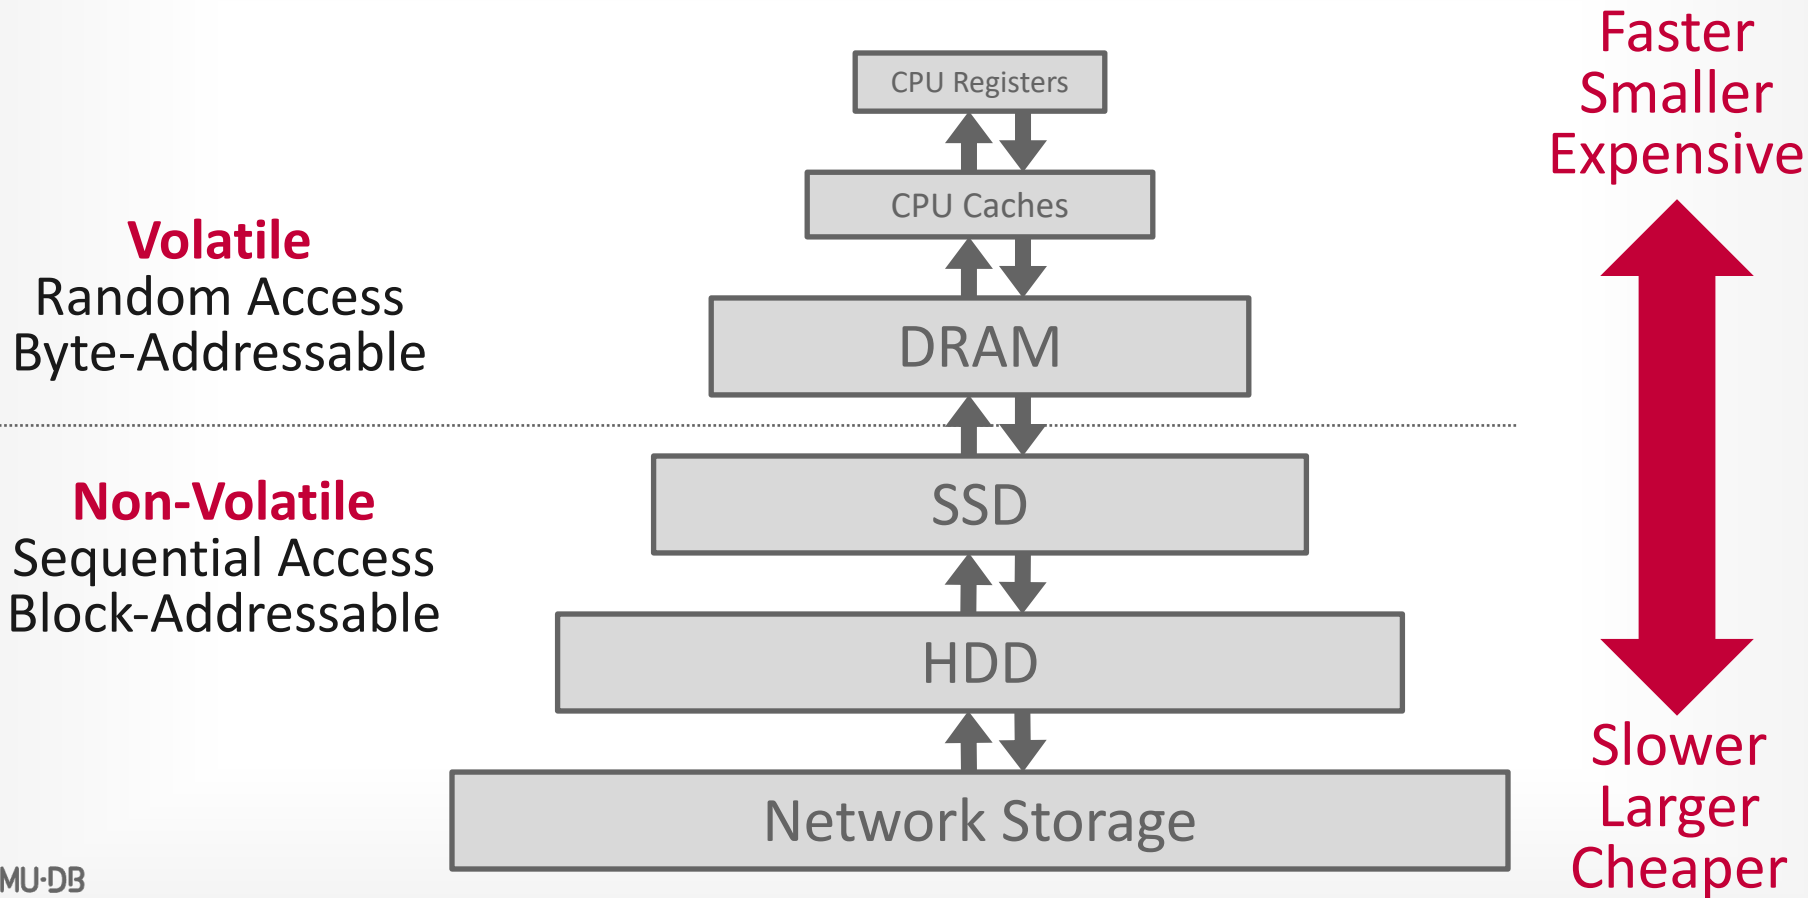 Faster
Smaller
Expensive
CPU Registers
CPU Caches
Volatile
Random Access
Byte-Addressable
DRAM
Non-Volatile
Sequential Access
Block-Addressable
SSD
HDD
Network Storage
Slower
Larger
Cheaper
MU·DB